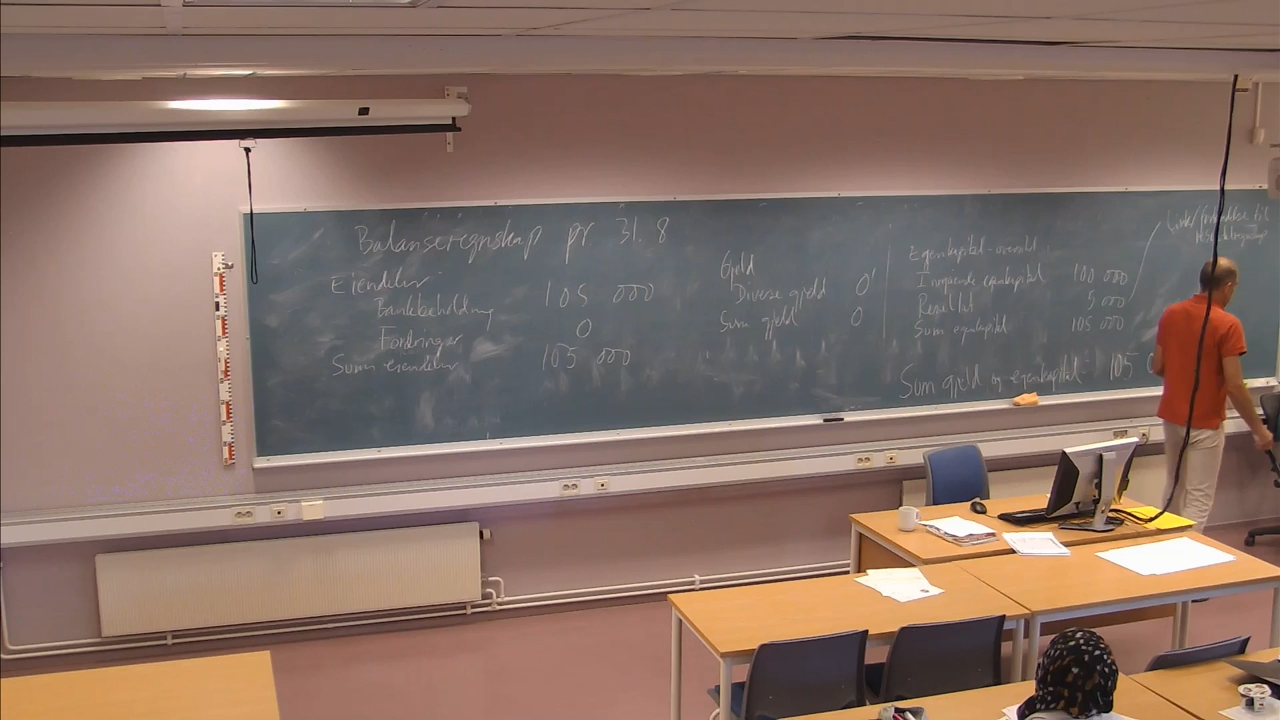 Balanseregnskap pr. 31.8
Eiendeler
Bankbeholdning 105 000
Fordringer 0
Sum eiendeler 105 000
Gjeld
Diverse gjeld 0
Sum gjeld 0
Egenkapital-oversikt
Inngående egenkapital 100 000
Resultat 5 000
Sum egenkapital 105 000
Sum gjeld og egenkapital = 105 0